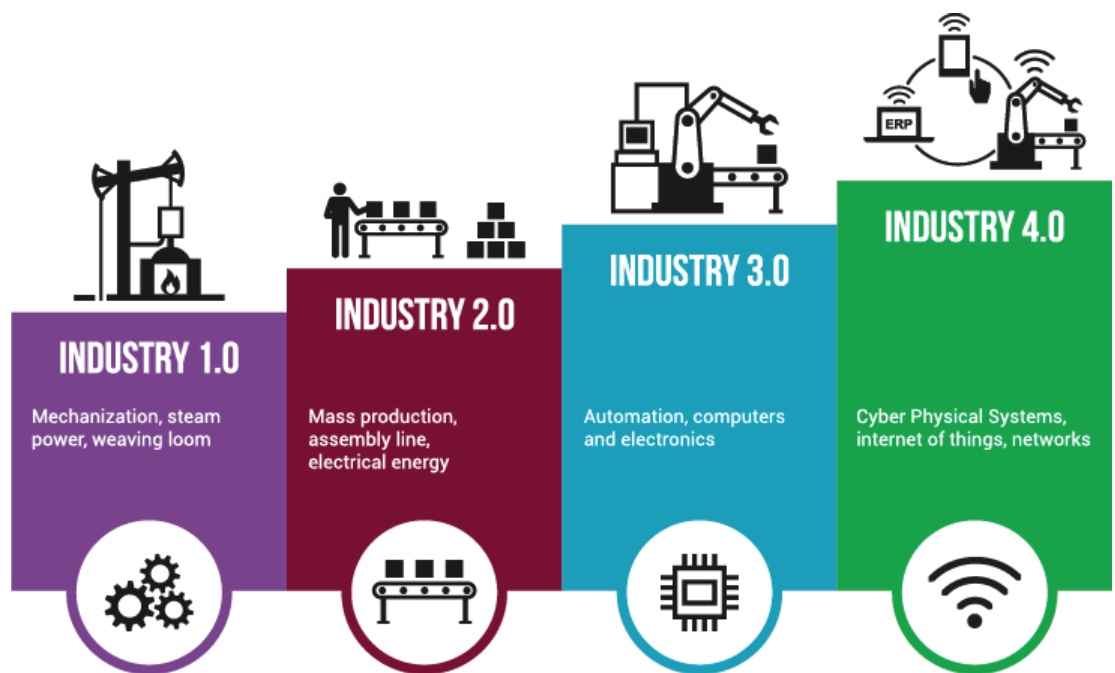 ERP
INDUSTRY 1.0
Mechanization, steam
power, weaving loom
INDUSTRY 2.0
Mass production,
assembly line,
electrical energy
INDUSTRY 3.0
Automation, computers
and electronics
INDUSTRY 4.0
Cyber Physical Systems,
internet of things, networks